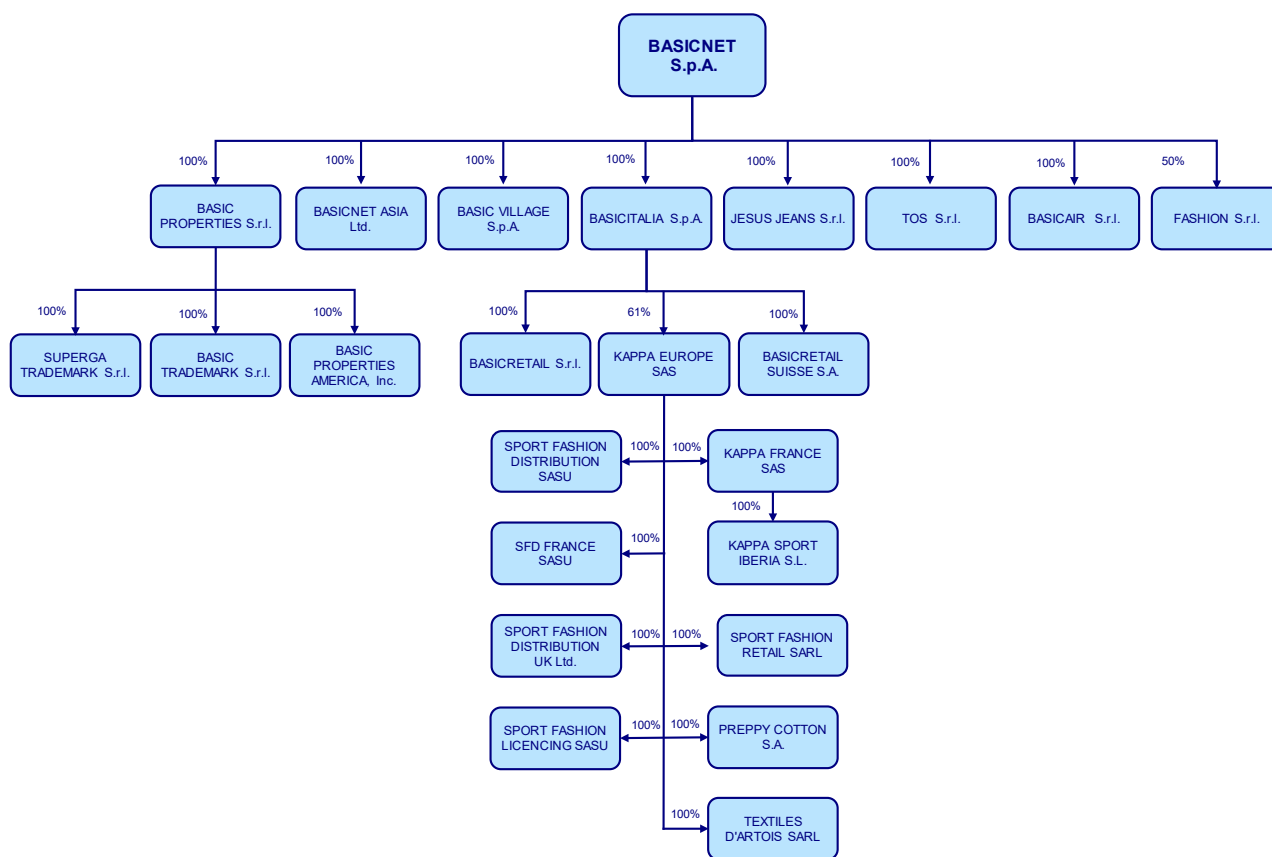 BASICNET
S.p.A.
100%
100%
100%
100%
100%
100%
100%
50%
BASIC
PROPERTIES S.r.l.
BASICNET ASIA
Ltd.
BASIC VILLAGE
S.p.A.
BASICITALIA S.p.A.
JESUS JEANS S.r.l.
TOS S.r.l.
BASICAIR S.r.l.
FASHION S.r.l.
100%
100%
100%
100%
61%
100%
SUPERGA
TRADEMARK S.r.l.
BASIC
TRADEMARK S.r.l.
BASIC
PROPERTIES
AMERICA, Inc.
BASICRETAIL S.r.l.
KAPPA EUROPE
SAS
BASICRETAIL
SUISSE S.A.
SPORT FASHION
DISTRIBUTION
SASU
100%
100%
KAPPA FRANCE
SAS
100%
SFD FRANCE
SASU
100%
KAPPA SPORT
IBERIA S.L.
SPORT FASHION
DISTRIBUTION
UK Ltd.
100%
100%
SPORT FASHION
RETAIL SARL
SPORT FASHION
LICENCING SASU
100%
100%
PREPPY COTTON
S.A.
100%
TEXTILES
D'ARTOIS SARL